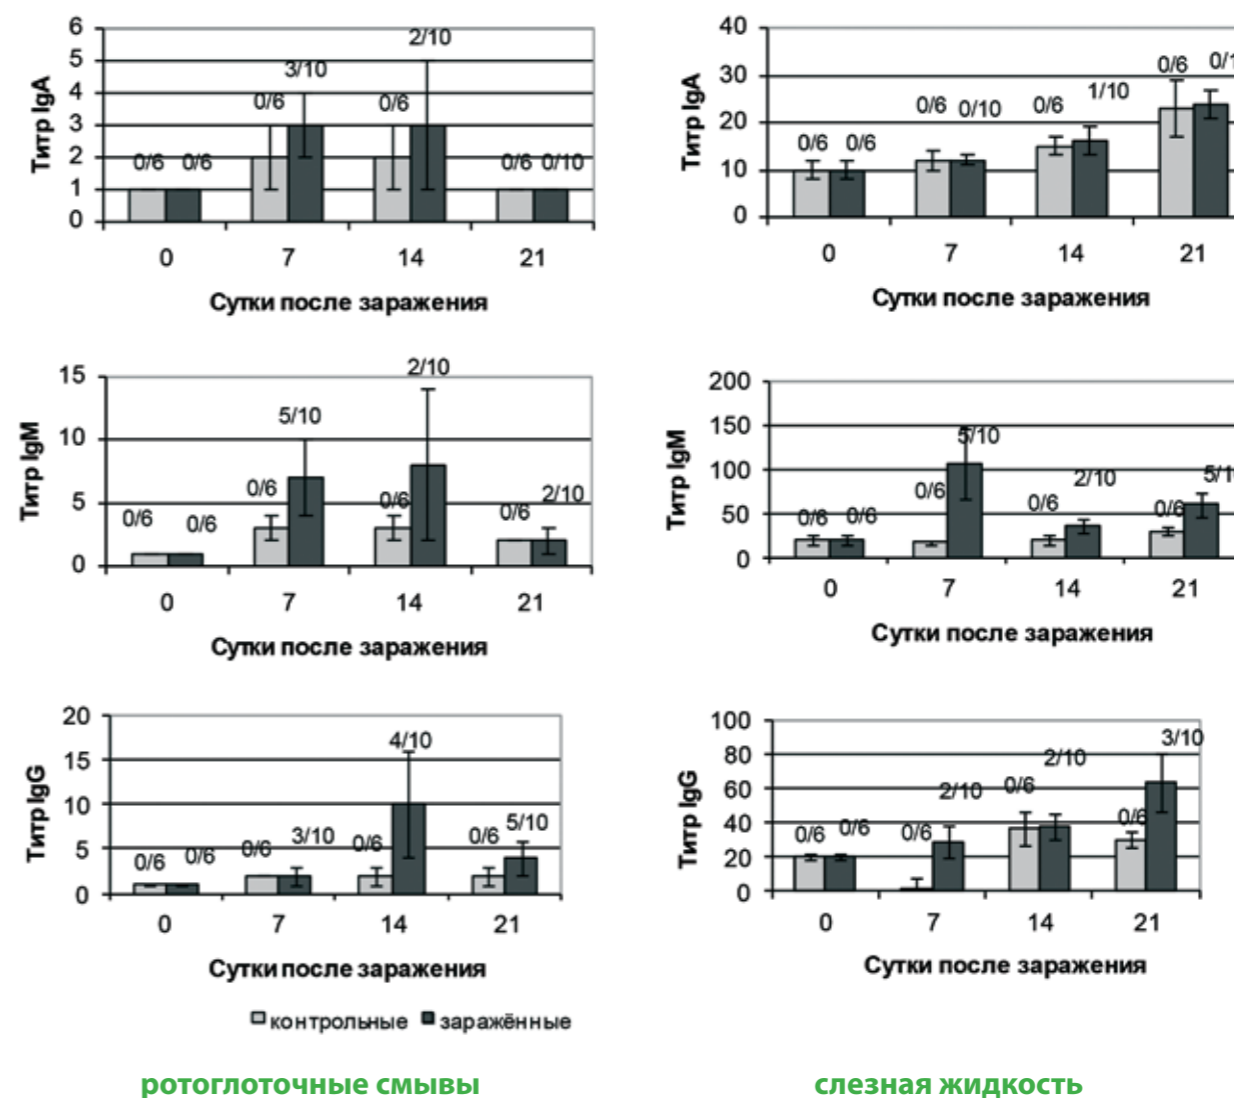 6
5
4
3
2
1
0
Титр IgA
0/6 0/6
0/6 3/10
0/6 2/10
0/6 0/10
0 7 14 21
Сутки после заражения
40
30
20
10
0
Титр IgA
0/6 0/6
0/6 0/10
0/6 1/10
0/6 0/1
0 7 14 21
Сутки после заражения
15
10
5
0
Титр IgM
0/6 0/6
0/6 5/10
0/6 2/10
0/6 2/10
0 7 14 21
Сутки после заражения
200
150
100
50
0
Титр IgM
0/6 0/6
0/6 5/10
0/6 2/10
0/6 5/1
0 7 14 21
Сутки после заражения
20
15
10
5
0
Титр IgG
0/6 0/6
0/6 3/10
0/6 4/10
0/6 5/10
0 7 14 21
Сутки после заражения
100
80
60
40
20
0
Титр IgG
0/6 0/6
0/6 2/10
0/6 2/10
0/6 3/10
0 7 14 21
Сутки после заражения
контрольные заражённые
ротоглоточные смывы
слезная жидкость